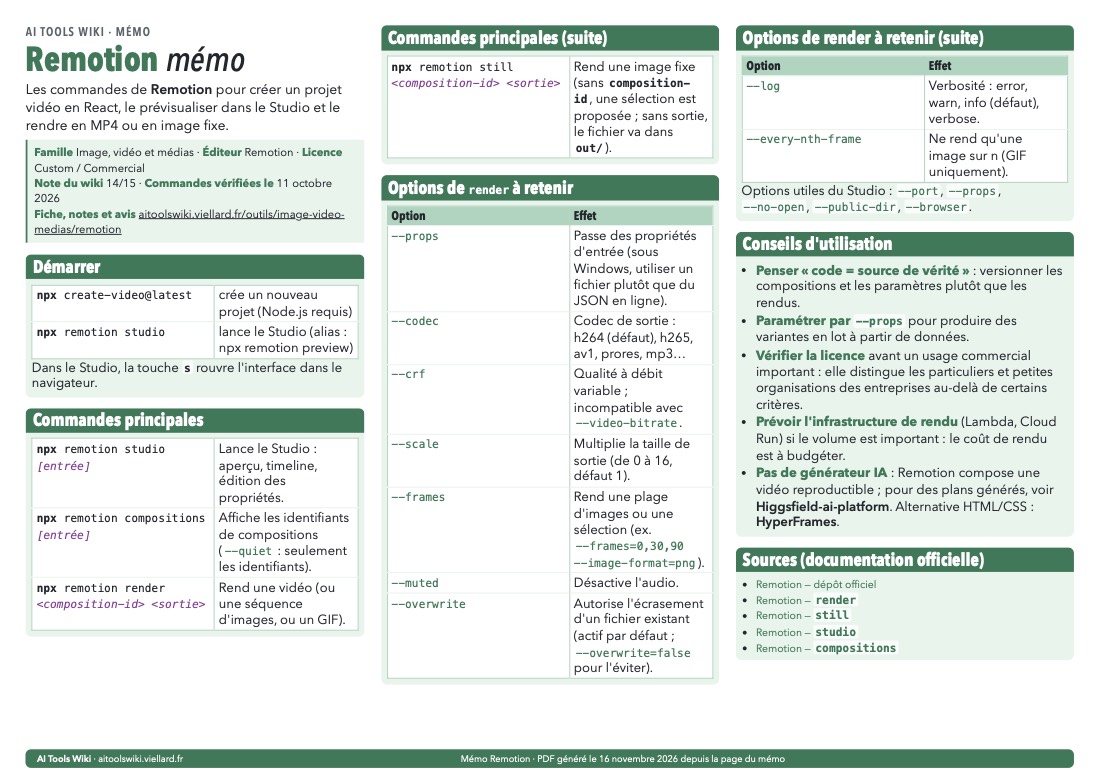 AI TOOLS WIKI · MÉMO
Remotion mémo
Les commandes de Remotion pour créer un projet
vidéo en React, le prévisualiser dans le Studio et le
rendre en MP4 ou en image fixe.
Famille Image, vidéo et médias · Éditeur Remotion · Licence
Custom / Commercial
Note du wiki 14/15 · Commandes vérifiées le 11 octobre
2026
Fiche, notes et avis aitoolswiki.viellard.fr/outils/image-video-
medias/remotion
Démarrer
npx create-video@latest
crée un nouveau
projet (Node.js requis)
npx remotion studio
lance le Studio (alias :
npx remotion preview)
Dans le Studio, la touche s rouvre l'interface dans le
navigateur.
Commandes principales
npx remotion studio
[entrée]
Lance le Studio :
aperçu, timeline,
édition des
propriétés.
npx remotion compositions
[entrée]
Affiche les identifiants
de compositions
(--quiet : seulement
les identifiants).
npx remotion render
<composition-id> <sortie>
Rend une vidéo (ou
une séquence
d'images, ou un GIF).
Commandes principales (suite)
npx remotion still
<composition-id> <sortie>
Rend une image fixe
(sans composition-
id, une sélection est
proposée ; sans sortie,
le fichier va dans
out/).
Options de render à retenir
Option
Effet
--props
Passe des propriétés
d'entrée (sous
Windows, utiliser un
fichier plutôt que du
JSON en ligne).
--codec
Codec de sortie :
h264 (défaut), h265,
av1, prores, mp3…
--crf
Qualité à débit
variable ;
incompatible avec
--video-bitrate.
--scale
Multiplie la taille de
sortie (de 0 à 16,
défaut 1).
--frames
Rend une plage
d'images ou une
sélection (ex.
--frames=0,30,90
--image-format=png).
--muted
Désactive l'audio.
--overwrite
Autorise l'écrasement
d'un fichier existant
(actif par défaut ;
--overwrite=false
pour l'éviter).
Options de render à retenir (suite)
Option
Effet
--log
Verbosité : error,
warn, info (défaut),
verbose.
--every-nth-frame
Ne rend qu'une
image sur n (GIF
uniquement).
Options utiles du Studio : --port, --props,
--no-open, --public-dir, --browser.
Conseils d'utilisation
• Penser « code = source de vérité » : versionner les
compositions et les paramètres plutôt que les
rendus.
• Paramétrer par --props pour produire des
variantes en lot à partir de données.
• Vérifier la licence avant un usage commercial
important : elle distingue les particuliers et petites
organisations des entreprises au-delà de certains
critères.
• Prévoir l'infrastructure de rendu (Lambda, Cloud
Run) si le volume est important : le coût de rendu
est à budgéter.
• Pas de générateur IA : Remotion compose une
vidéo reproductible ; pour des plans générés, voir
Higgsfield-ai-platform. Alternative HTML/CSS :
HyperFrames.
Sources (documentation officielle)
• Remotion – dépôt officiel
• Remotion – render
• Remotion – still
• Remotion – studio
• Remotion – compositions
AI Tools Wiki · aitoolswiki.viellard.fr
Mémo Remotion · PDF généré le 16 novembre 2026 depuis la page du mémo